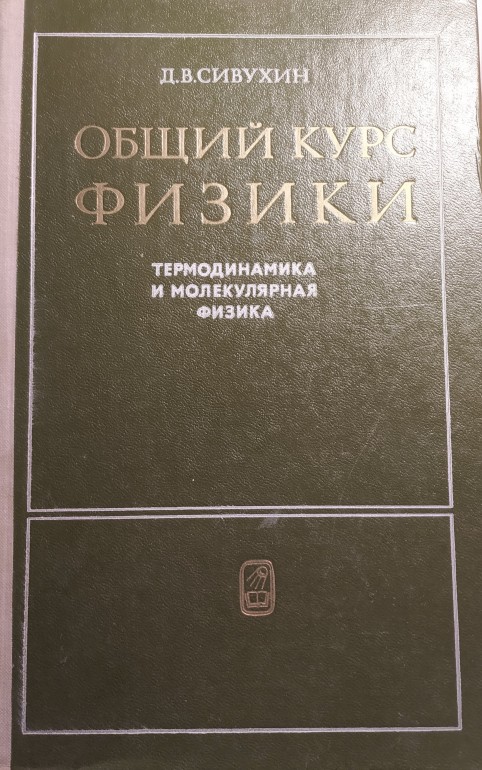 Д.В.СИВУХИН
ОБЩИЙ КУРС
ФИЗИКИ
ТЕРМОДИНАМИКА
И МОЛЕКУЛЯРНАЯ
ФИЗИКА